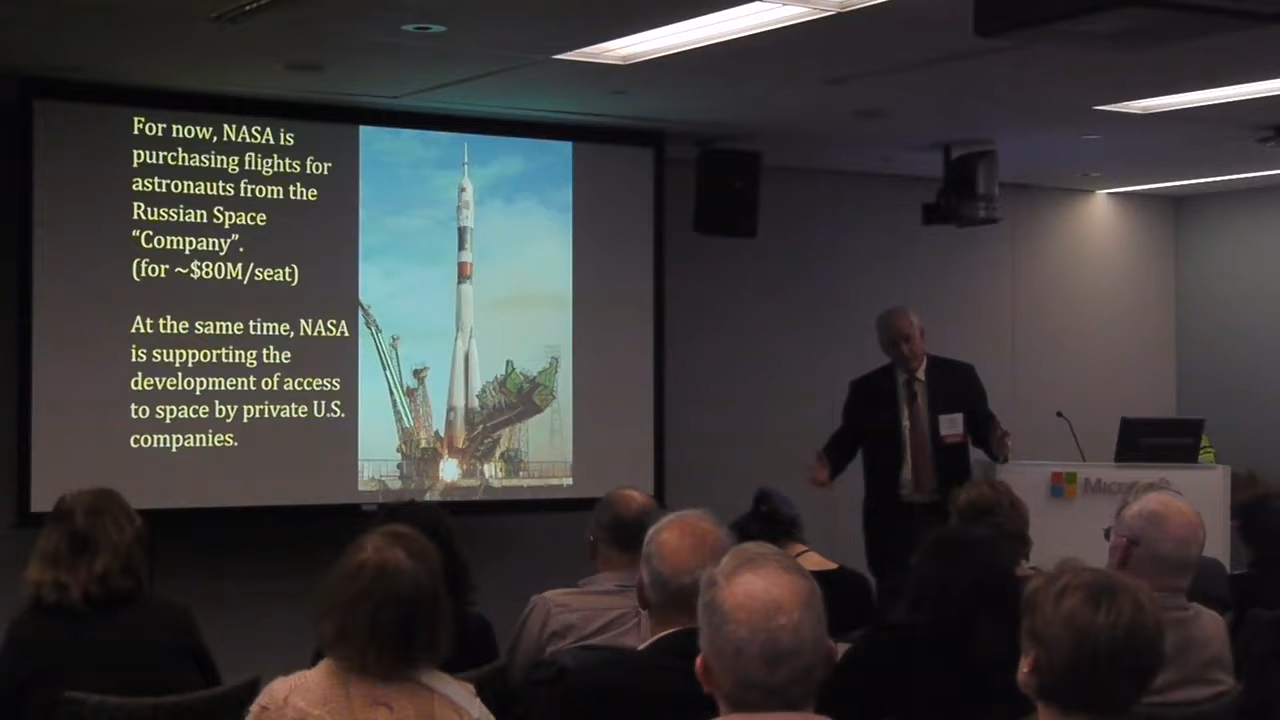 For now, NASA is
purchasing flights for
astronauts from the
Russian Space
“Company”.
(for ~$80M/seat)
At the same time, NASA
is supporting the
development of access
to space by private U.S.
companies.
Microsoft